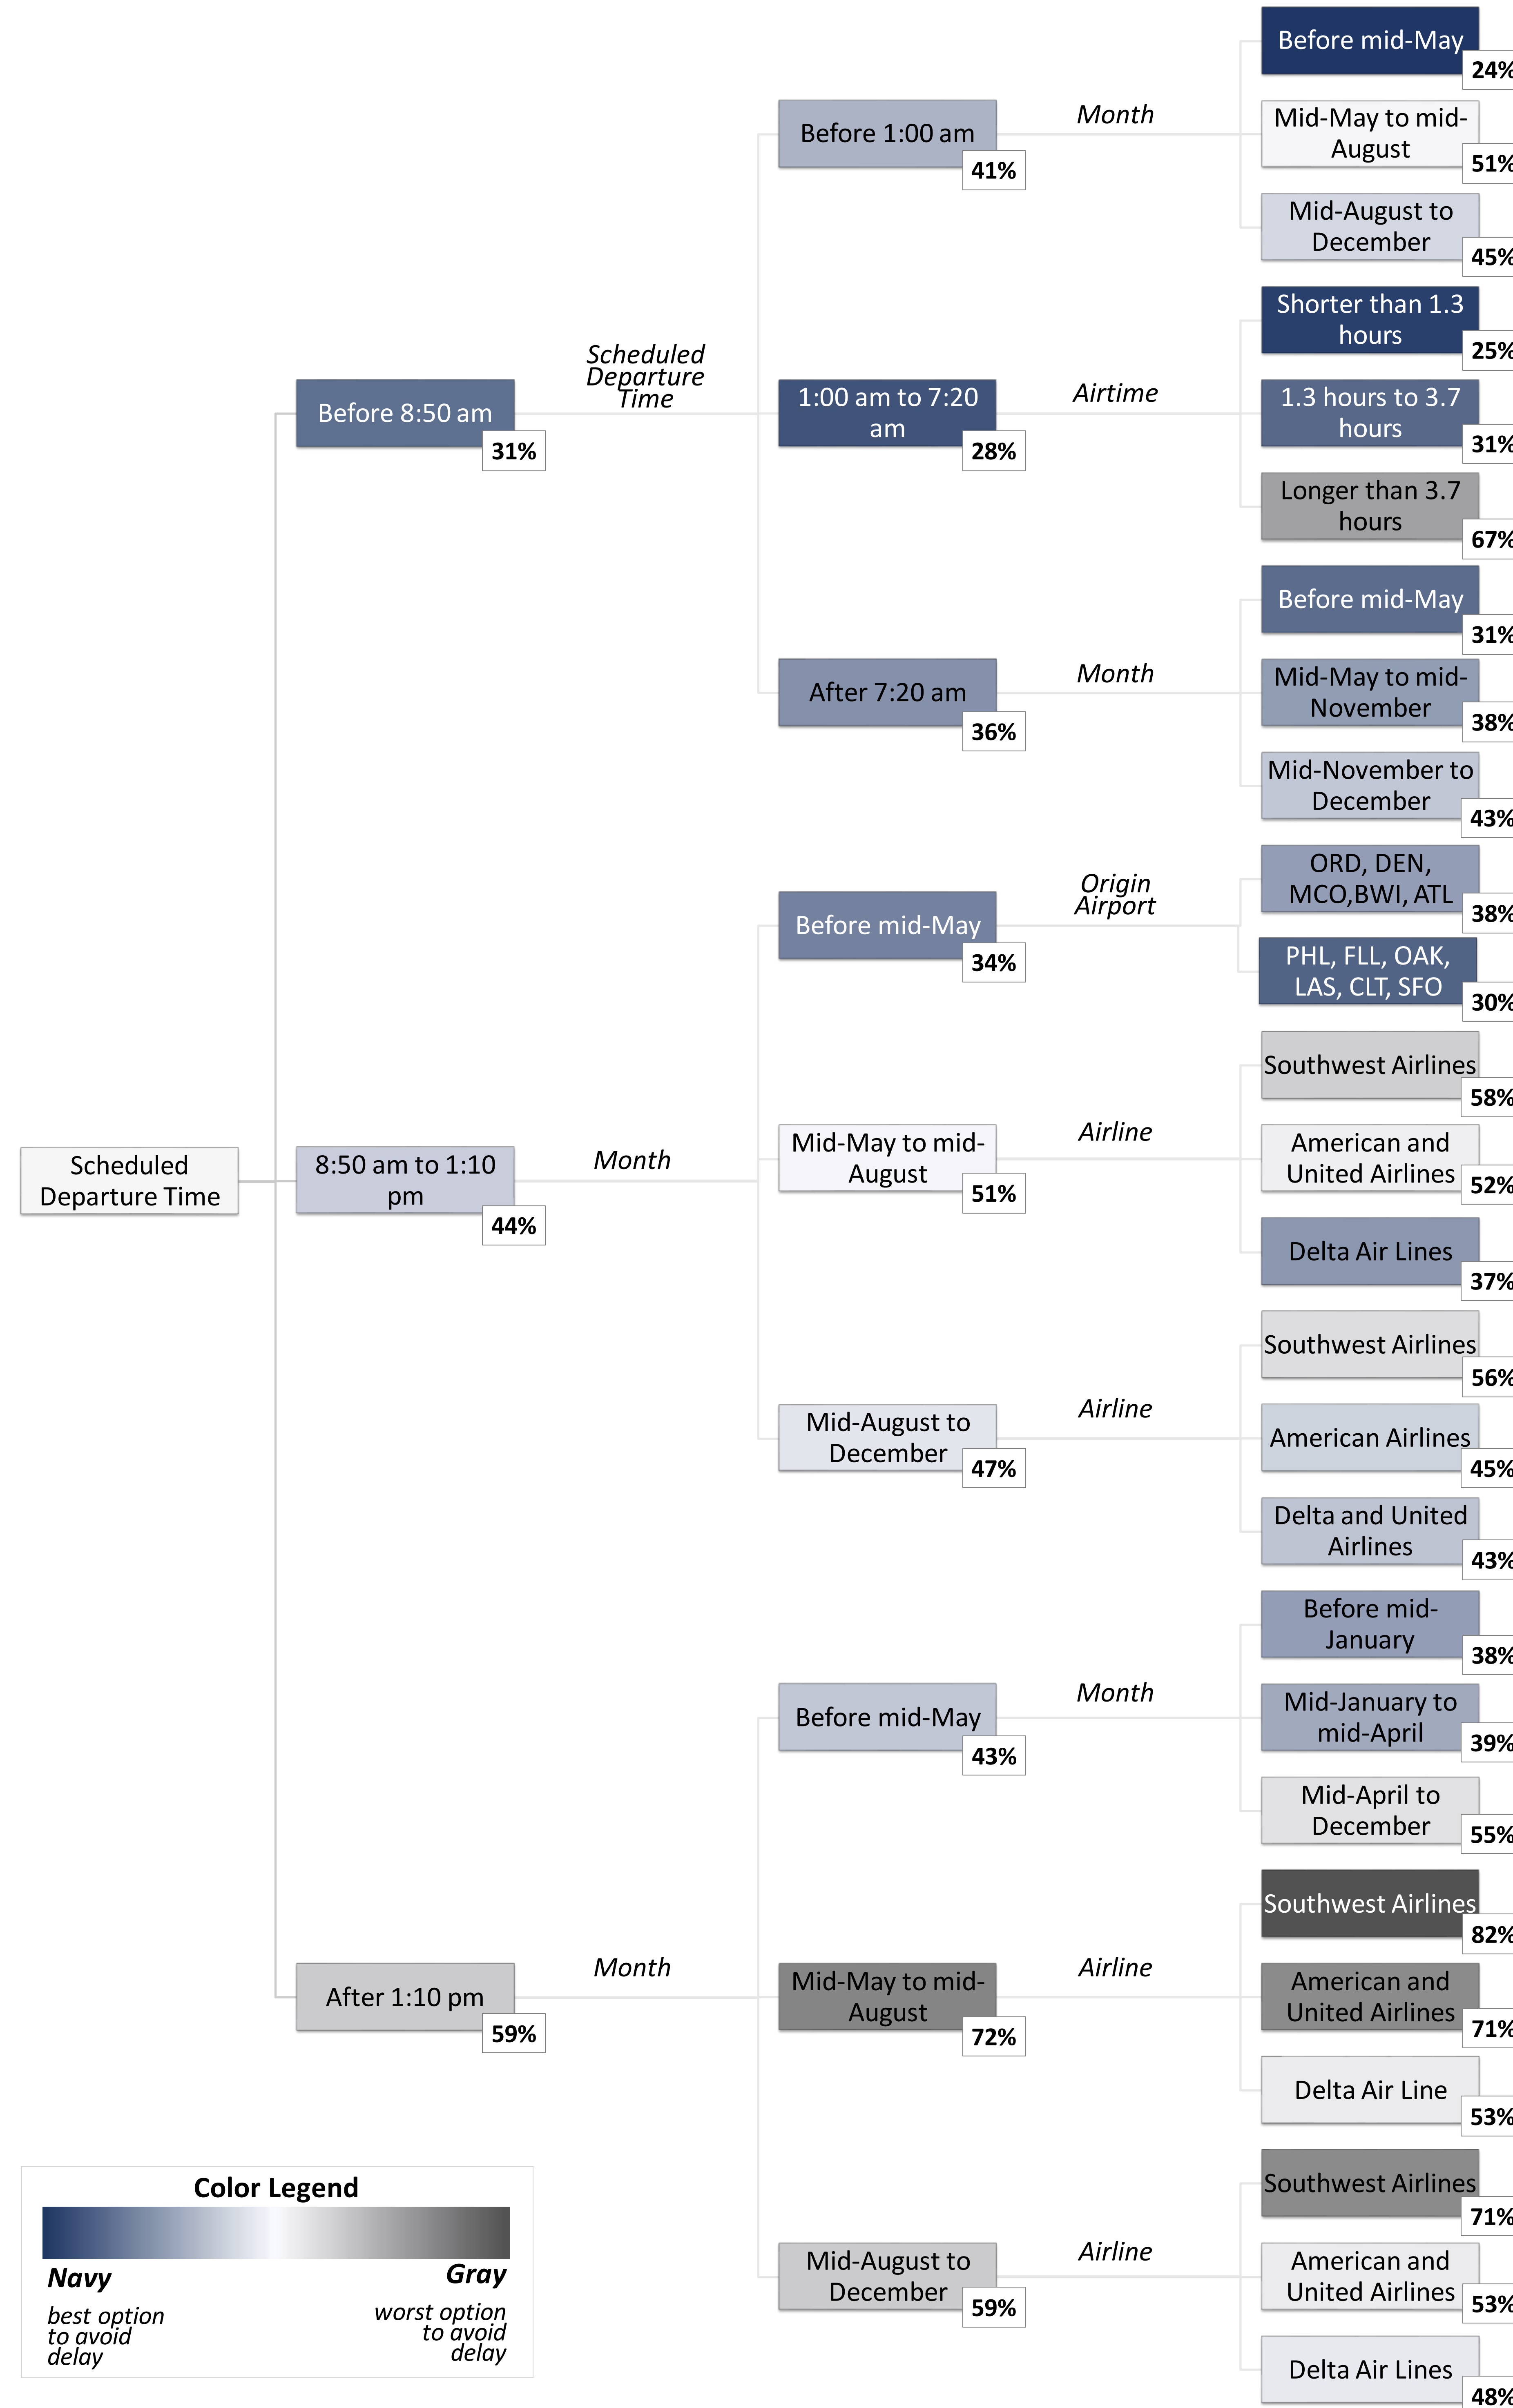 Before mid-May
24%
Before 1:00 am
41%
Month
Mid-May to mid-
August
51%
Mid-August to
December
45%
Before 8:50 am
31%
Scheduled
Departure
Time
1:00 am to 7:20
am
28%
Airtime
Shorter than 1.3
hours
25%
1.3 hours to 3.7
hours
31%
Longer than 3.7
hours
67%
After 7:20 am
36%
Month
Before mid-May
31%
Mid-May to mid-
November
38%
Mid-November to
December
43%
Before mid-May
34%
Origin
Airport
ORD, DEN,
MCO,BWI, ATL
38%
PHL, FLL, OAK,
LAS, CLT, SFO
30%
Scheduled
Departure Time
8:50 am to 1:10
pm
44%
Month
Mid-May to mid-
August
51%
Airline
Southwest Airlines
58%
American and
United Airlines
52%
Delta Air Lines
37%
Mid-August to
December
47%
Airline
Southwest Airlines
56%
American Airlines
45%
Delta and United
Airlines
43%
Before mid-May
43%
Month
Before mid-
January
38%
Mid-January to
mid-April
39%
Mid-April to
December
55%
After 1:10 pm
59%
Month
Mid-May to mid-
August
72%
Airline
Southwest Airlines
82%
American and
United Airlines
71%
Delta Air Line
53%
Mid-August to
December
59%
Airline
Southwest Airlines
71%
American and
United Airlines
53%
Delta Air Lines
48%
Color Legend
Navy
Gray
best option
to avoid
delay
worst option
to avoid
delay